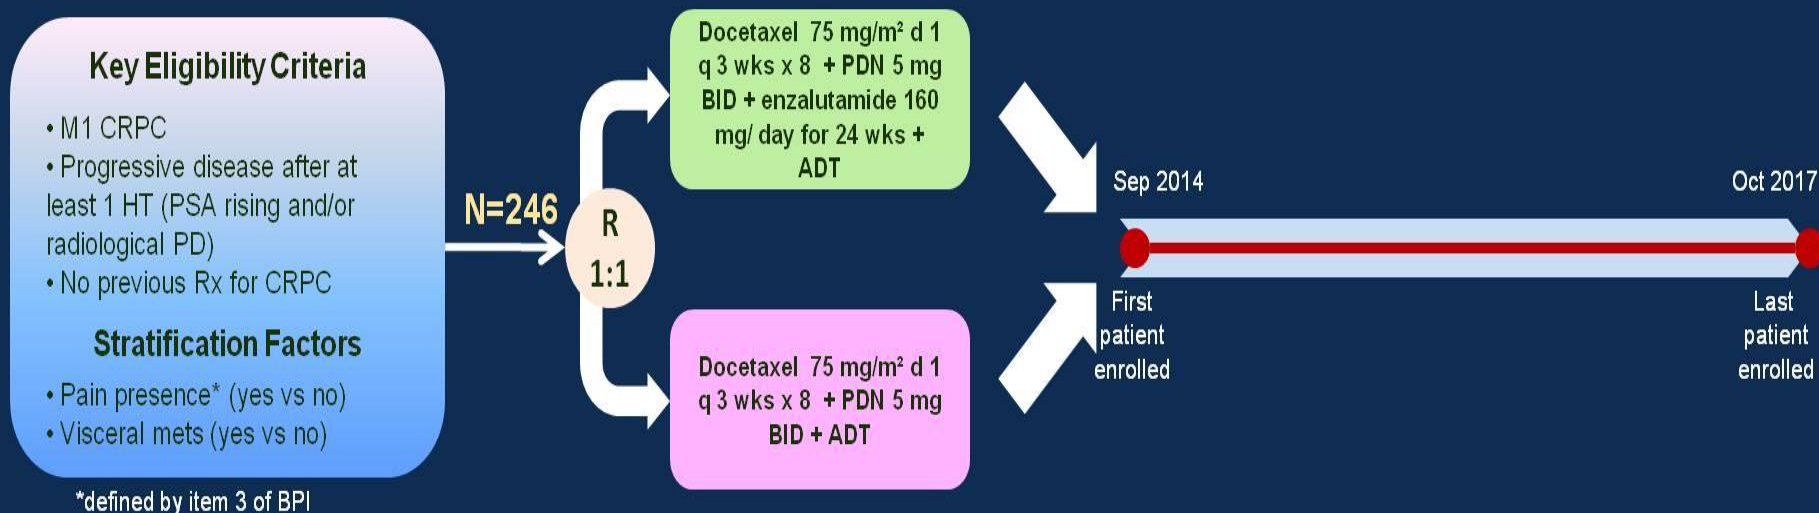 Key Eligibility Criteria
• M1 CRPC
• Progressive disease after at
least 1 HT (PSA rising and/or
radiological PD)
• No previous Rx for CRPC
Stratification Factors
• Pain presence* (yes vs no)
• Visceral mets (yes vs no)
*defined by item 3 of BPI
N=246
R
1:1
Docetaxel 75 mg/m² d 1
q 3 wks x 8 + PDN 5 mg
BID + enzalutamide 160
mg/ day for 24 wks +
ADT
Docetaxel 75 mg/m² d 1
q 3 wks x 8 + PDN 5 mg
BID + ADT
Sep 2014
First
patient
enrolled
Oct 2017
Last
patient
enrolled